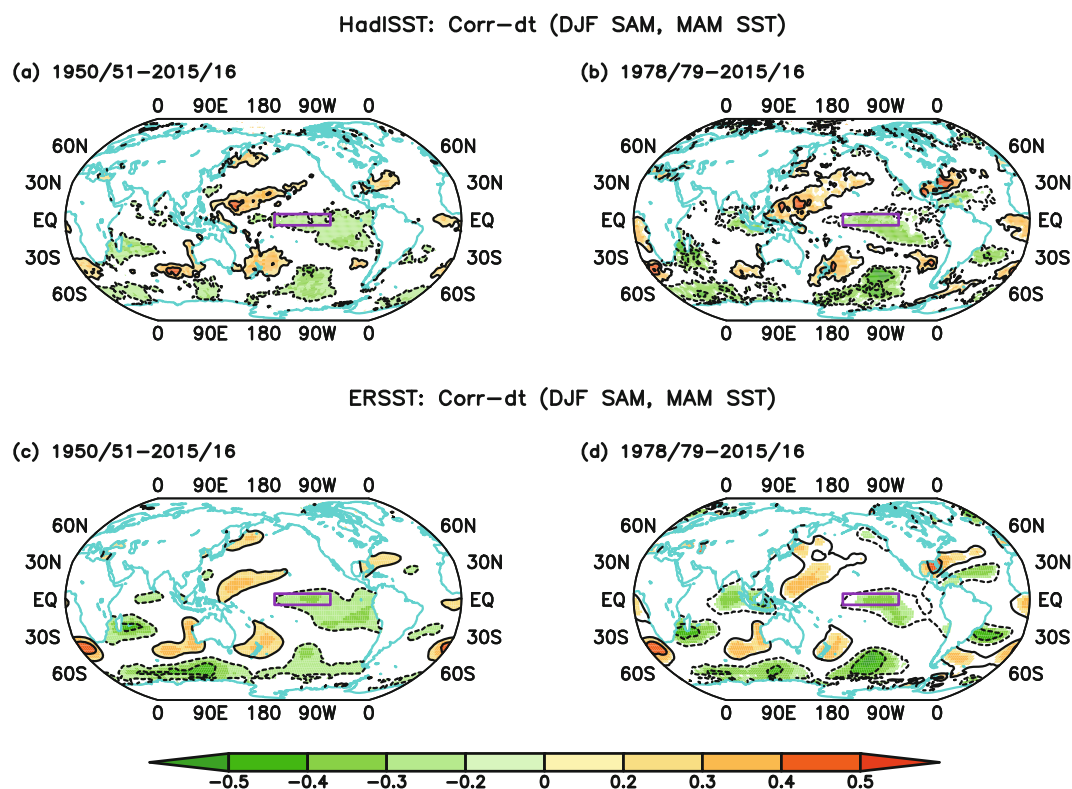 HadISST: Corr-dt (DJF SAM, MAM SST)
(a) 1950/51-2015/16
(b) 1978/79-2015/16
0 90E 180 90W 0
0 90E 180 90W 0
60N 60N 60N 60N
30N 30N 30N 30N
EQ EQ EQ EQ
30S 30S 30S 30S
60S 60S 60S 60S
0 90E 180 90W 0
0 90E 180 90W 0
ERSST: Corr-dt (DJF SAM, MAM SST)
(c) 1950/51-2015/16
(d) 1978/79-2015/16
0 90E 180 90W 0
0 90E 180 90W 0
60N 60N 60N 60N
30N 30N 30N 30N
EQ EQ EQ EQ
30S 30S 30S 30S
60S 60S 60S 60S
0 90E 180 90W 0
0 90E 180 90W 0
-0.5 -0.4 -0.3 -0.2 0 0.2 0.3 0.4 0.5